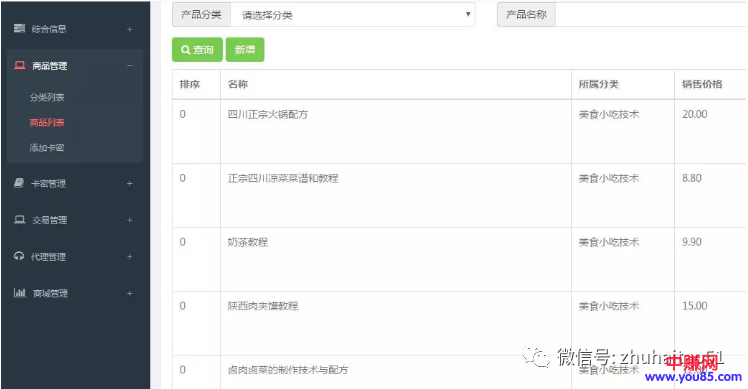 产品分类 请选择分类 产品名称
综合信息
查询 新增
商品管理
排序 名称 所属分类 销售价格
分类列表
0 四川正宗火锅配方 美食小吃技术 20.00
商品列表
添加卡密
0 正宗四川凉菜菜谱和教程 美食小吃技术 8.80
卡密管理
交易管理
0 奶茶教程 美食小吃技术 9.90
代理管理
商城管理
0 陕西肉夹馍教程 美食小吃技术 15.00
微信号:
中赚网
0 卤肉卤菜的制作技术与配方 美食小吃技术
www.you85.com